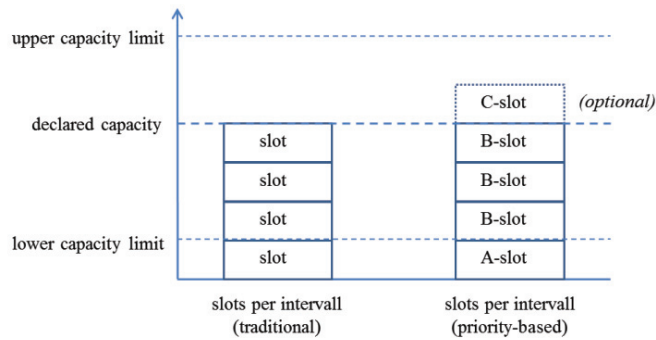 upper capacity limit
C-slot (optional)
declared capacity
slot B-slot
slot B-slot
slot B-slot
lower capacity limit
slot A-slot
slots per intervall slots per intervall
(traditional) (priority-based)